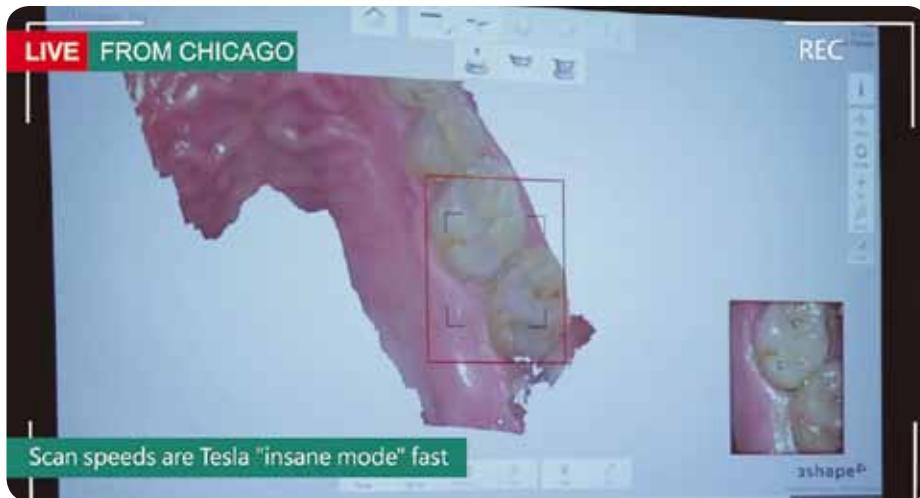 LIVE FROM CHICAGO
REC
Scan speeds are Tesla "insane mode" fast
3shape